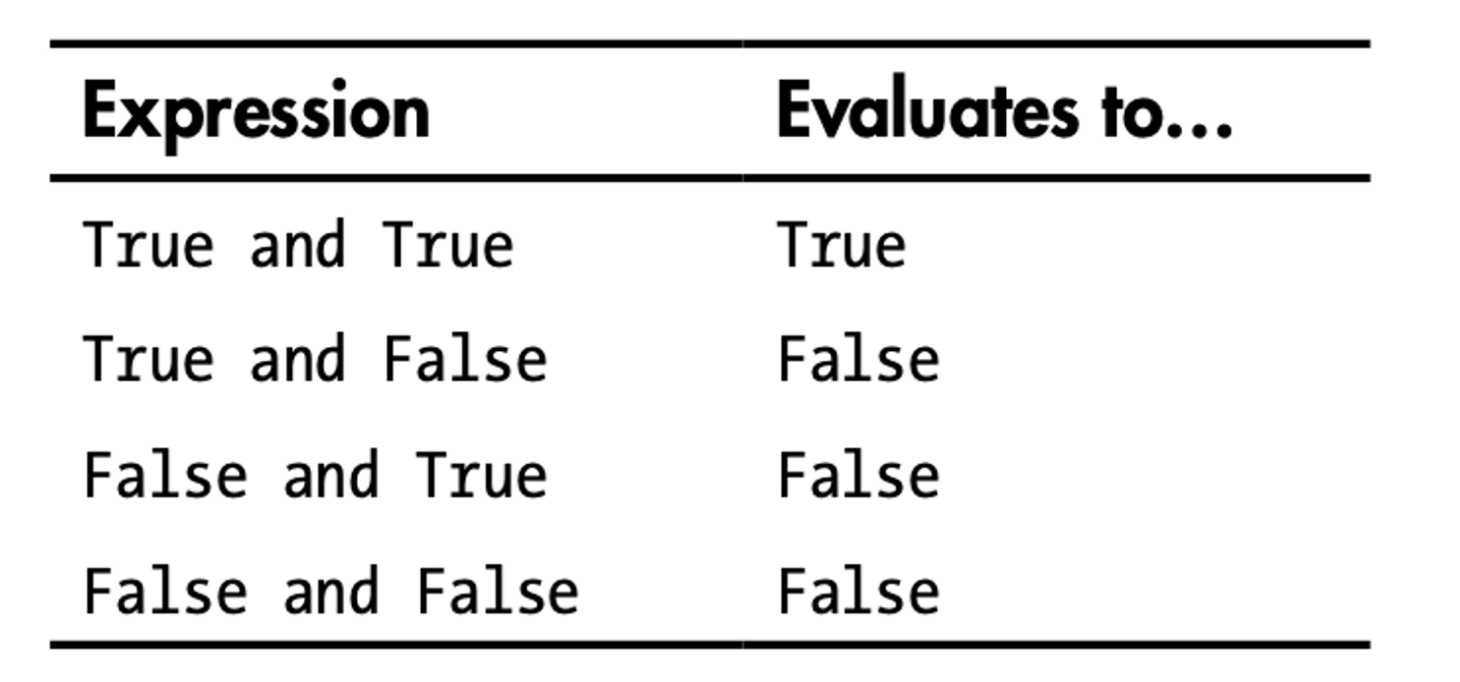 Expression Evaluates to...
True and True True
True and False False
False and True False
False and False False